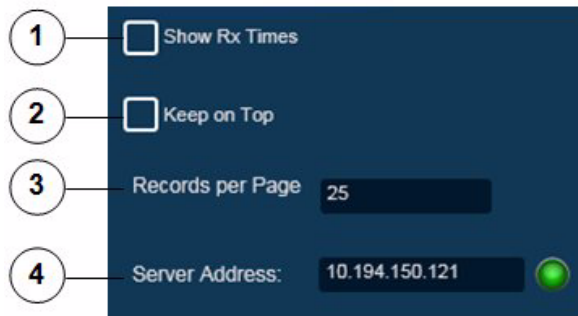 1 Show Rx Times
2 Keep on Top
3 Records per Page 25
4 Server Address: 10.194.150.121